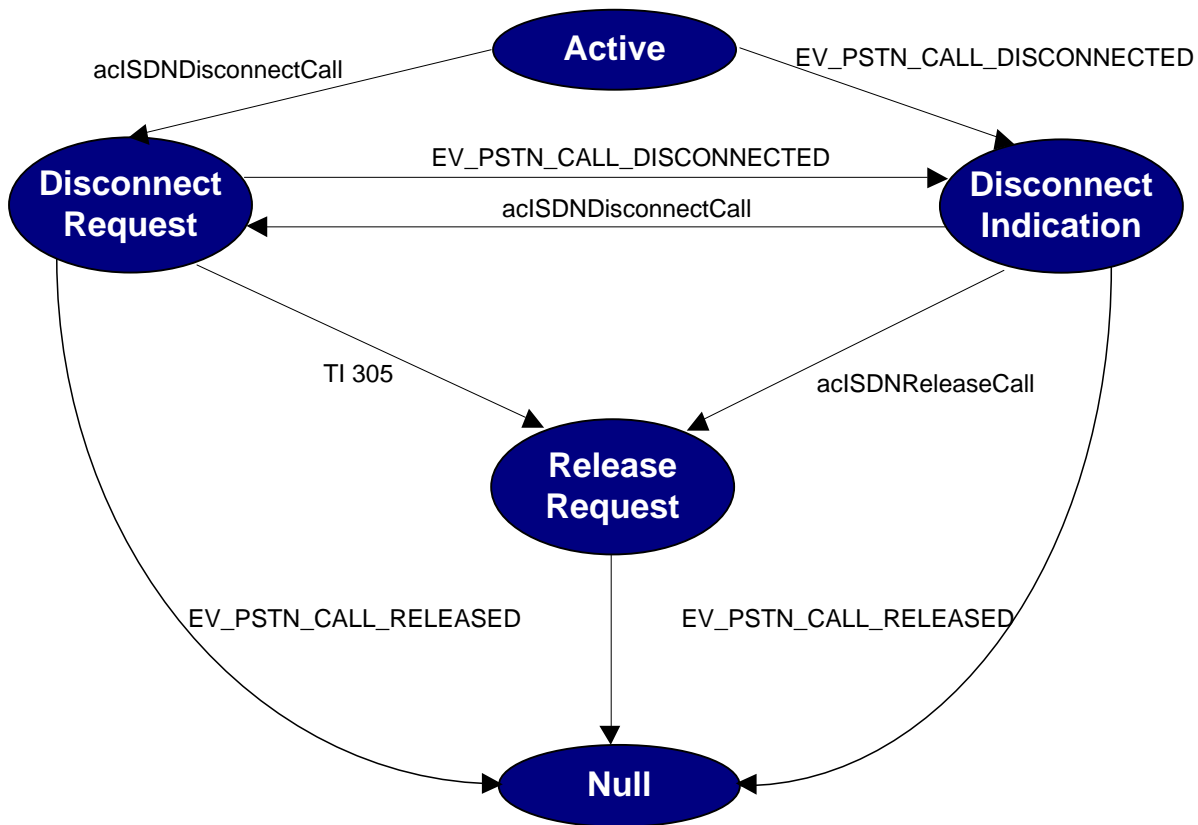 Active
acISDNDisconnectCall
EV_PSTN_CALL_DISCONNECTED
EV_PSTN_CALL_DISCONNECTED
Disconnect
Request
Disconnect
Indication
acISDNDisconnectCall
TI 305
acISDNReleaseCall
Release
Request
EV_PSTN_CALL_RELEASED
EV_PSTN_CALL_RELEASED
Null